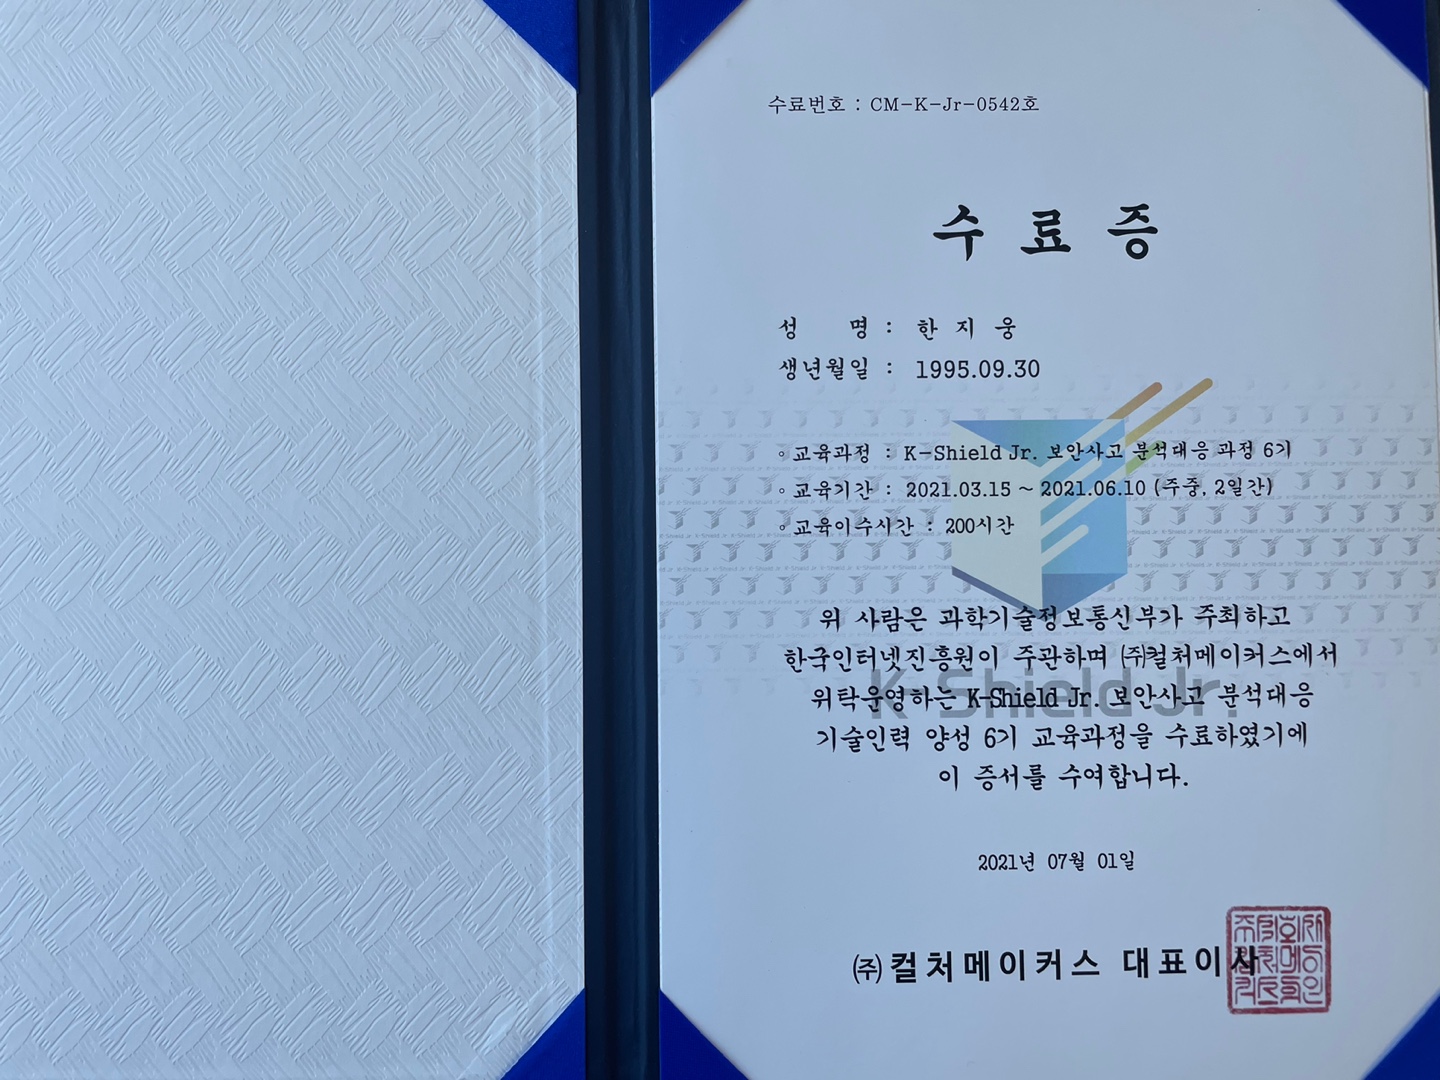 수료번호 : CM-K-Jr-0542호
수 료 증
성 명 : 한 지 웅
생년월일 : 1995.09.30
◦교육과정 : K-Shield Jr. 보안사고 분석대응 과정 6기
◦교육기간 : 2021.03.15 ~ 2021.06.10 (주중, 2일간)
◦교육이수시간 : 200시간
위 사람은 과학기술정보통신부가 주최하고
한국인터넷진흥원이 주관하며 ㈜컬처메이커스에서
위탁운영하는 K-Shield Jr. 보안사고 분석대응
K-Shield Jr.
기술인력 양성 6기 교육과정을 수료하였기에
이 증서를 수여합니다.
2021년 07월 01일
㈜컬처메이커스 대표이사